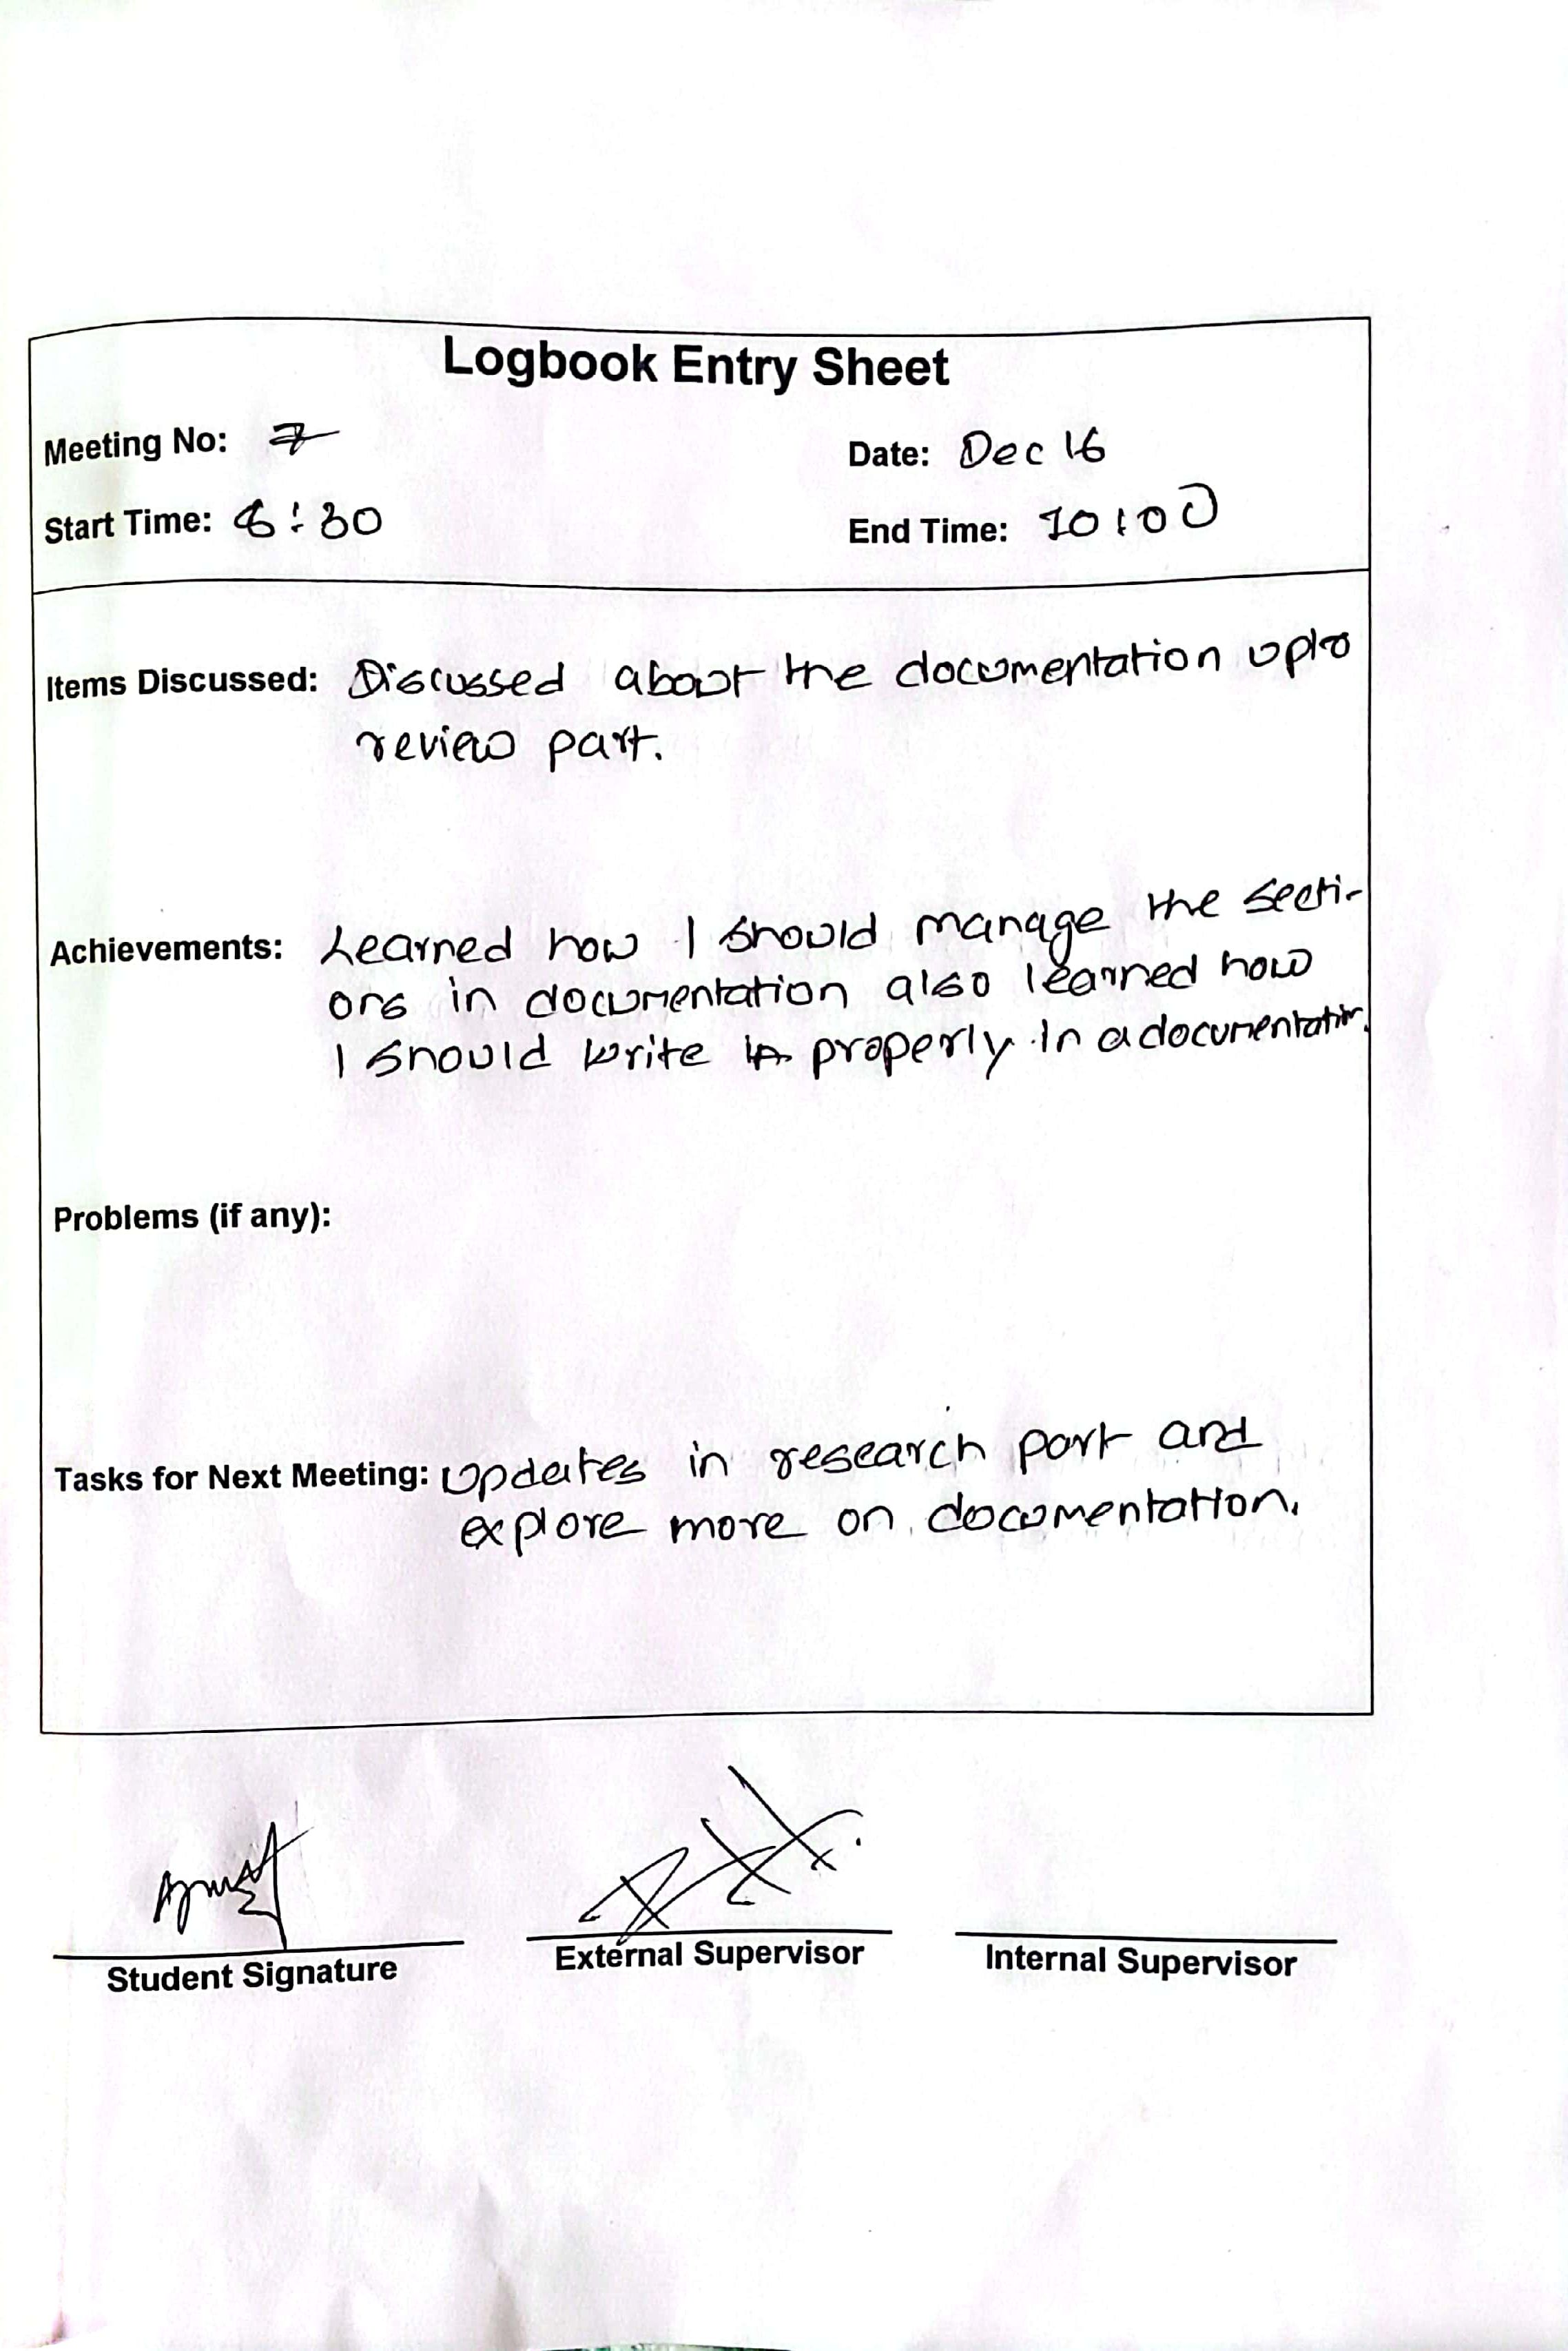 Logbook Entry Sheet
Meeting No: 7
Date: Dec 16
Start Time: 8:30
End Time: 10:00
Items Discussed: Discussed about the documentation upto
review part.
Achievements: Learned how I should manage the secti-
ons in documentation also learned how
I should write properly in a documentation.
Problems (if any):
Tasks for Next Meeting: Updates in research part and
explore more on documentation.
Student Signature
External Supervisor
Internal Supervisor